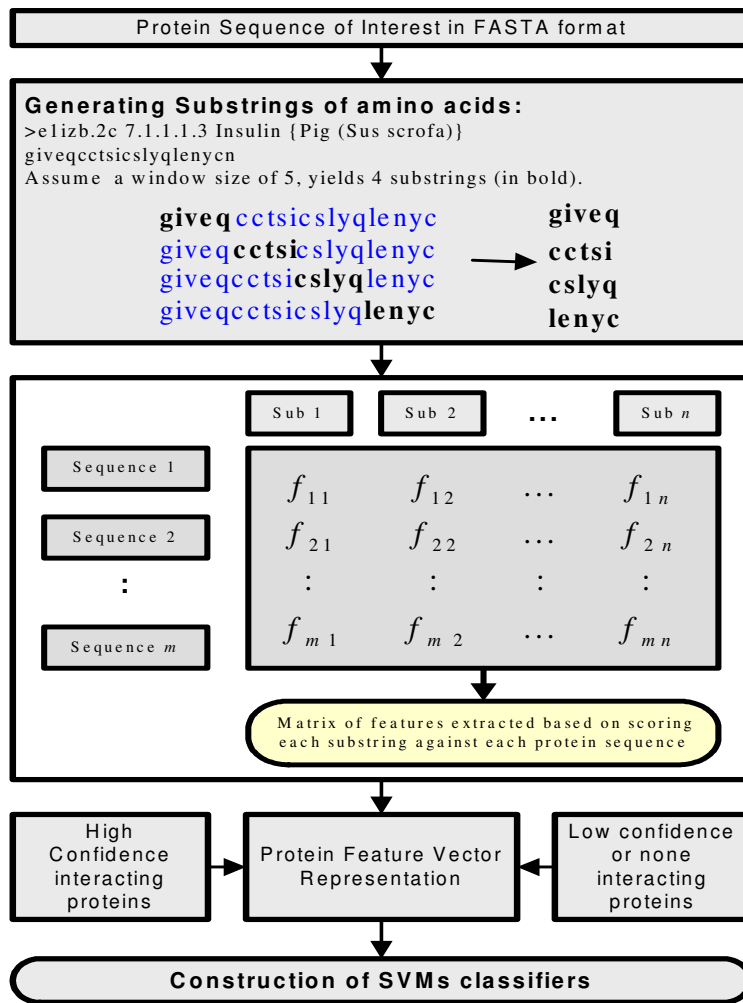 Protein Sequence of Interest in FASTA format
Generating Substrings of amino acids:
>e1izb.2c 7.1.1.1.3 Insulin {Pig (Sus scrofa)}
giveqcctsicslyqlenycn
Assume a window size of 5, yields 4 substrings (in bold).
giveqcctsicslyqlenyc
giveqcctsicslyqlenyc
giveqcctsicslyqlenyc
giveqcctsicslyqlenyc
giveq
cctsi
cslyq
lenyc
Sub 1 Sub 2 ... Sub n
Sequence 1
Sequence 2
:
Sequence m
f11 f12 ... f1n
f21 f22 ... f2n
: : : :
fm1 fm2 ... fmn
Matrix of features extracted based on scoring
each substring against each protein sequence
High
Confidence
interacting
proteins
Protein Feature Vector
Representation
Low confidence
or none
interacting
proteins
Construction of SVMs classifiers